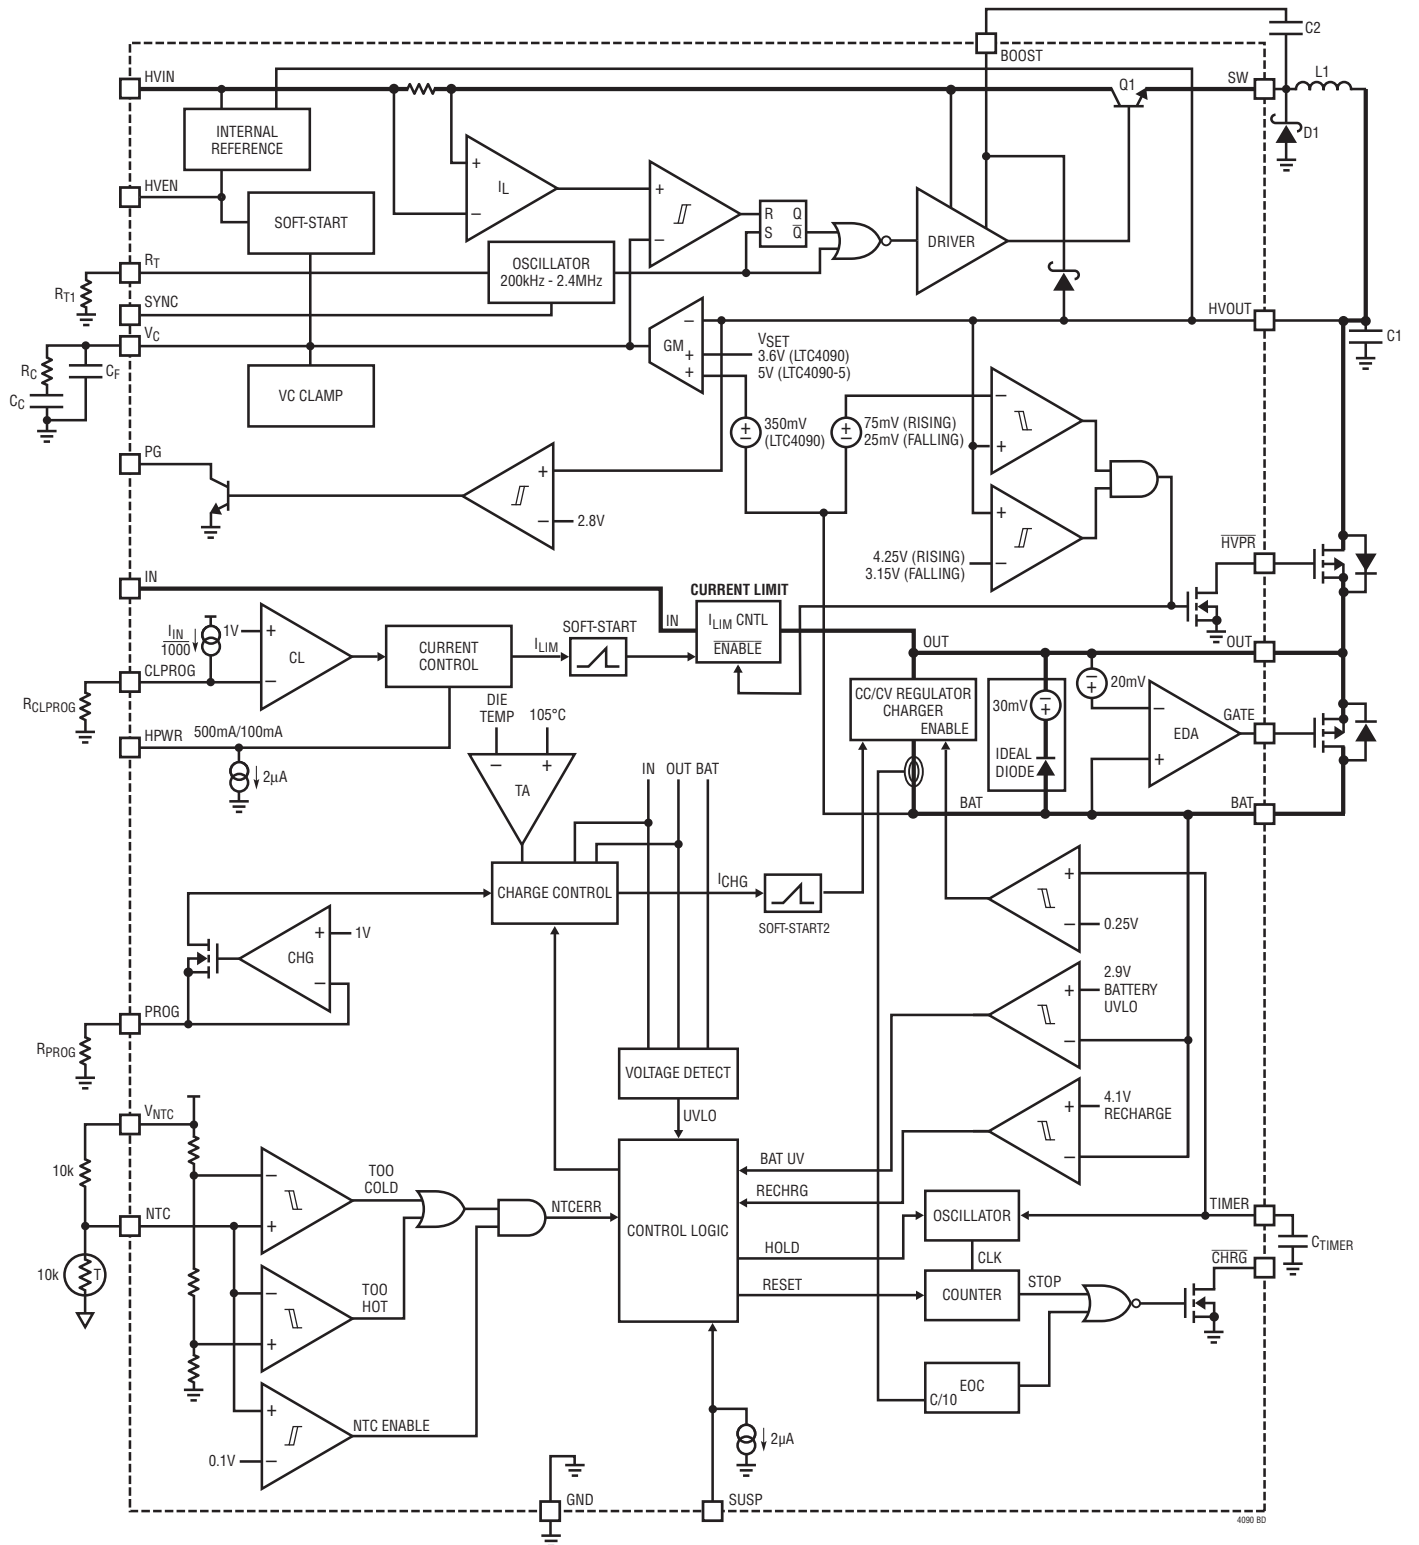 C2
BOOST
HVIN
Q1
SW
L1
INTERNAL
REFERENCE
D1
+
IL
−
+
−
HVEN
SOFT-START
R Q
S Q̅
DRIVER
RT
OSCILLATOR
200kHz - 2.4MHz
RT1
SYNC
HVOUT
VC
−
GM
+
+
VSET
3.6V (LTC4090)
5V (LTC4090-5)
C1
RC
CF
CC
VC CLAMP
350mV
(LTC4090)
75mV (RISING)
25mV (FALLING)
−
+
PG
+
−
2.8V
+
−
4.25V (RISING)
3.15V (FALLING)
H̅V̅P̅R̅
IN
CURRENT LIMIT
IIN
1000
1V
+
CL
−
CURRENT
CONTROL
ILIM
SOFT-START
IN
ILIM CNTL
E̅N̅A̅B̅L̅E̅
OUT
OUT
CLPROG
RCLPROG
HPWR
500mA/100mA
2µA
DIE
TEMP
105°C
−
+
TA
CC/CV REGULATOR
CHARGER
ENABLE
30mV
−
+
IDEAL
DIODE
−
+
20mV
−
EDA
+
GATE
IN OUT BAT
BAT
BAT
CHARGE CONTROL
ICHG
SOFT-START2
+
−
0.25V
+
1V
CHG
−
PROG
RPROG
+
2.9V
BATTERY
UVLO
−
VOLTAGE DETECT
UVLO
+
4.1V
RECHARGE
−
VNTC
10k
−
+
TOO
COLD
NTC
NTCERR
CONTROL LOGIC
BAT UV
RECHRG
HOLD
RESET
OSCILLATOR
CLK
COUNTER
STOP
TIMER
CTIMER
C̅H̅R̅G̅
10k
T
−
+
TOO
HOT
EOC
C/10
+
−
0.1V
NTC ENABLE
2µA
GND
SUSP
4090 BD